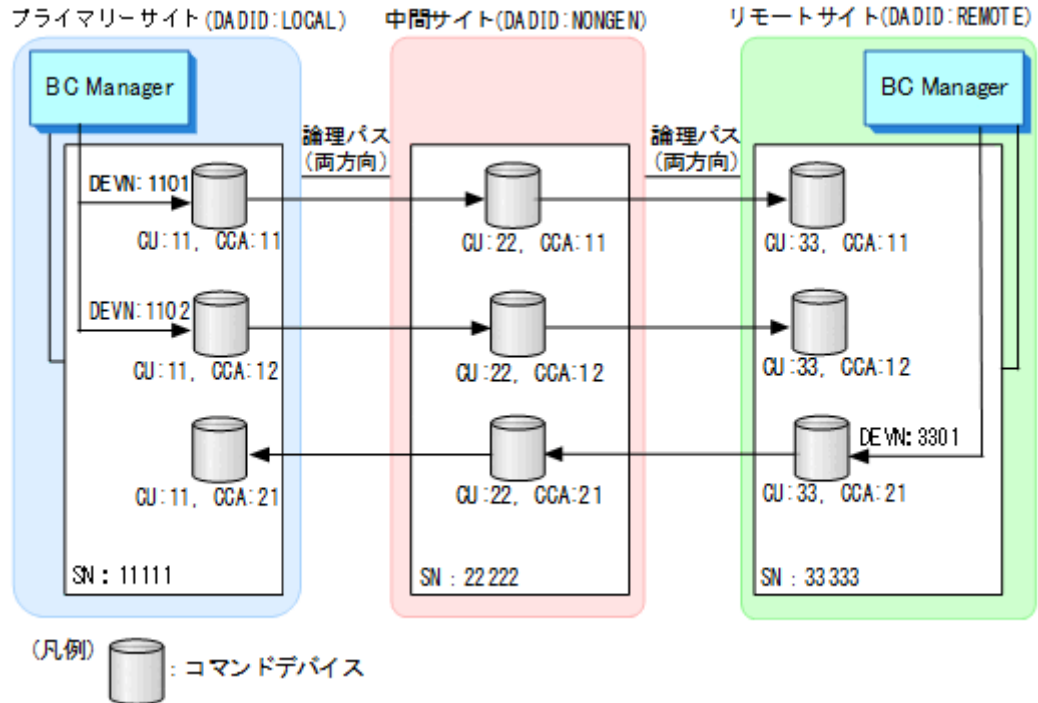 プライマリーサイト(DADID:LOCAL)
中間サイト(DADID:NONGEN)
リモートサイト(DADID:REMOTE)
BC Manager
BC Manager
論理パス
(両方向)
論理パス
(両方向)
DEVN:1101
CU:11, CCA:11
CU:22, CCA:11
CU:33, CCA:11
DEVN:1102
CU:11, CCA:12
CU:22, CCA:12
CU:33, CCA:12
DEVN:3301
CU:11, CCA:21
CU:22, CCA:21
CU:33, CCA:21
SN:11111
SN:22222
SN:33333
(凡例)
:コマンドデバイス